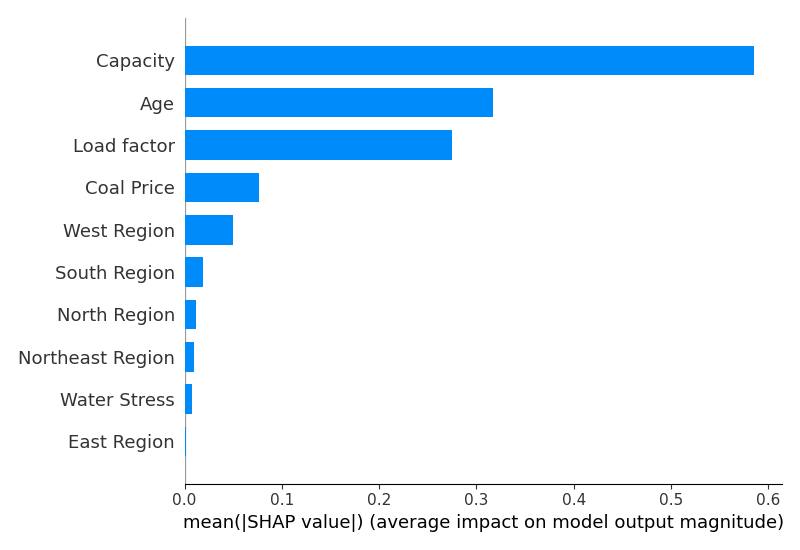 Capacity
Age
Load factor
Coal Price
West Region
South Region
North Region
Northeast Region
Water Stress
East Region
0.0 0.1 0.2 0.3 0.4 0.5 0.6
mean(|SHAP value|) (average impact on model output magnitude)